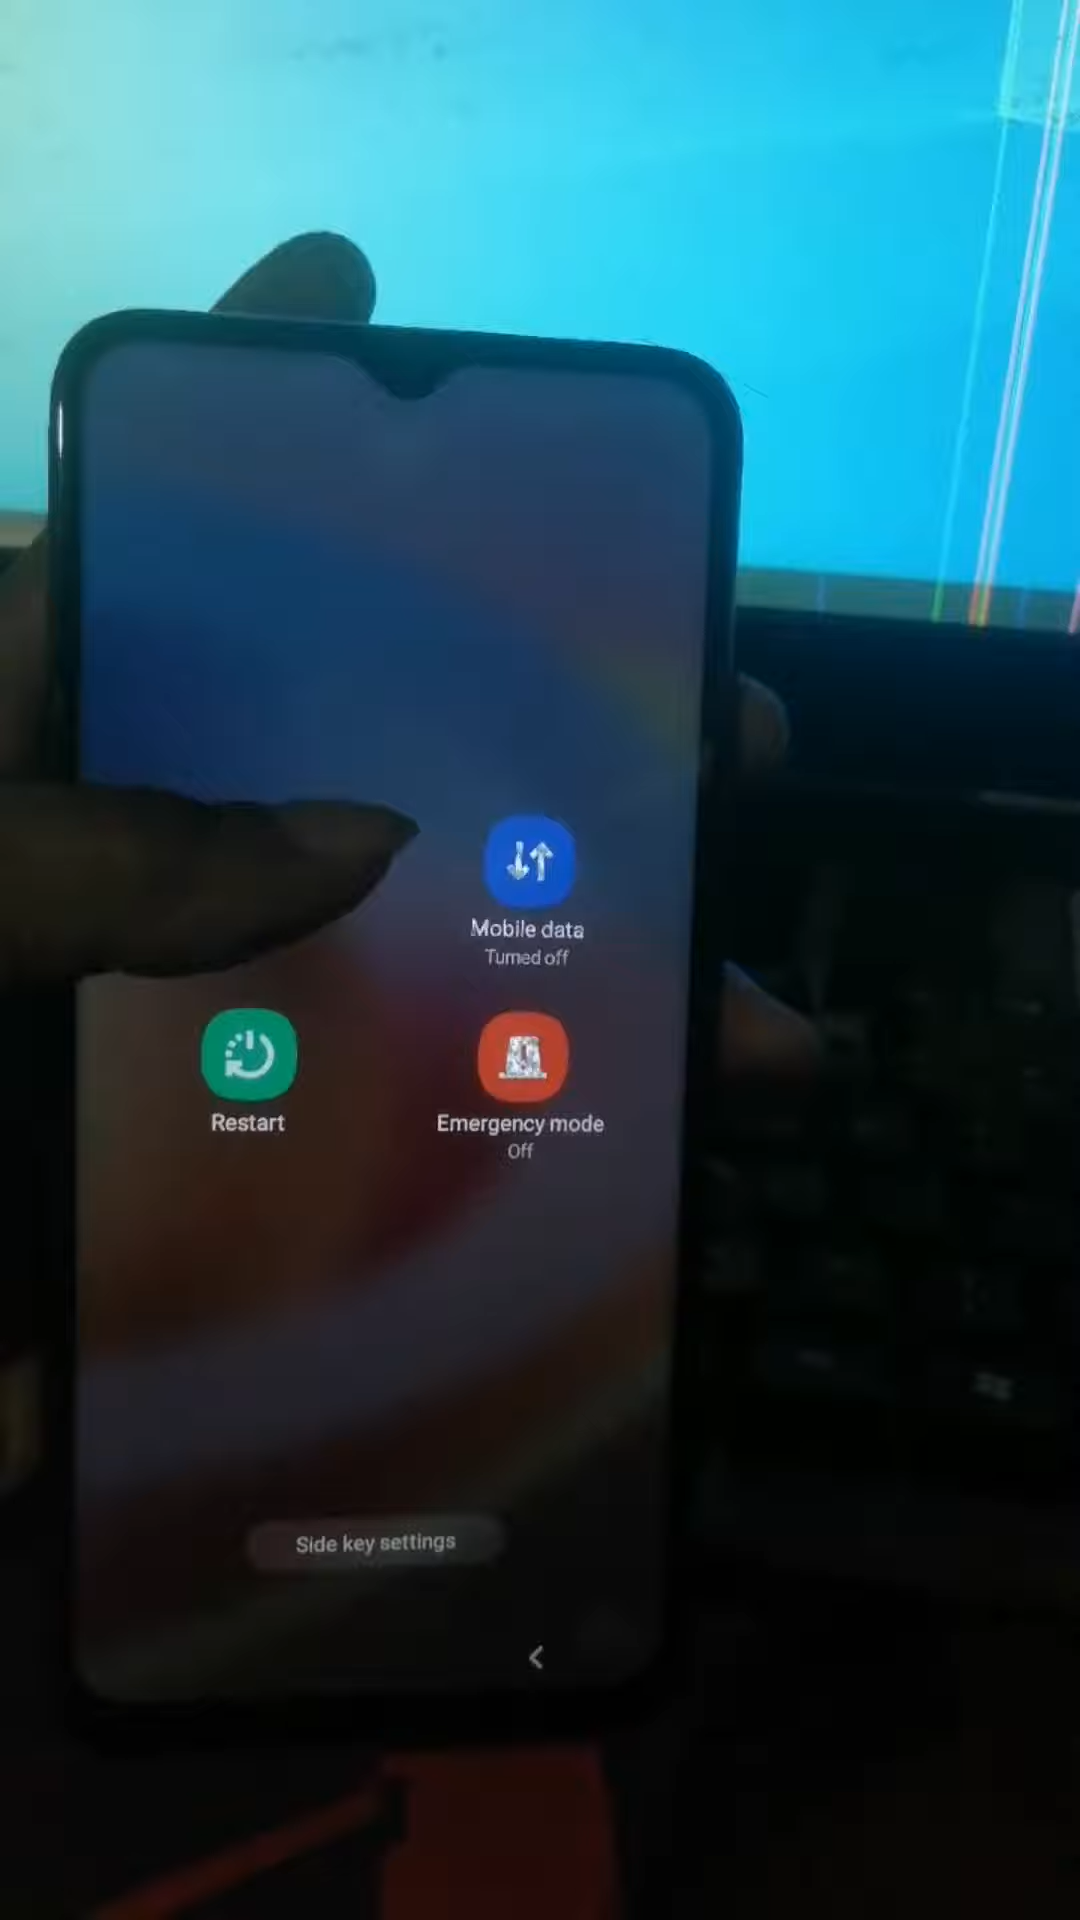 Mobile data
Turned off
Restart
Emergency mode
Off
Side key settings